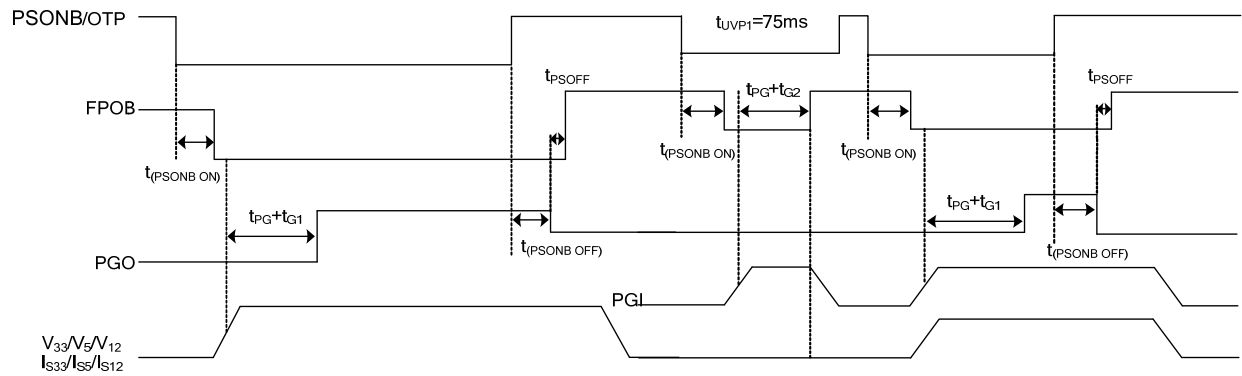 PSONB/OTP
tUVP1=75ms
tPSOFF
tPSOFF
tPG+tG2
FPOB
t(PSONB ON)
t(PSONB ON)
t(PSONB ON)
tPG+tG1
tPG+tG1
t(PSONB OFF)
t(PSONB OFF)
PGO
PGI
V33/V5/V12
IS33/IS5/IS12